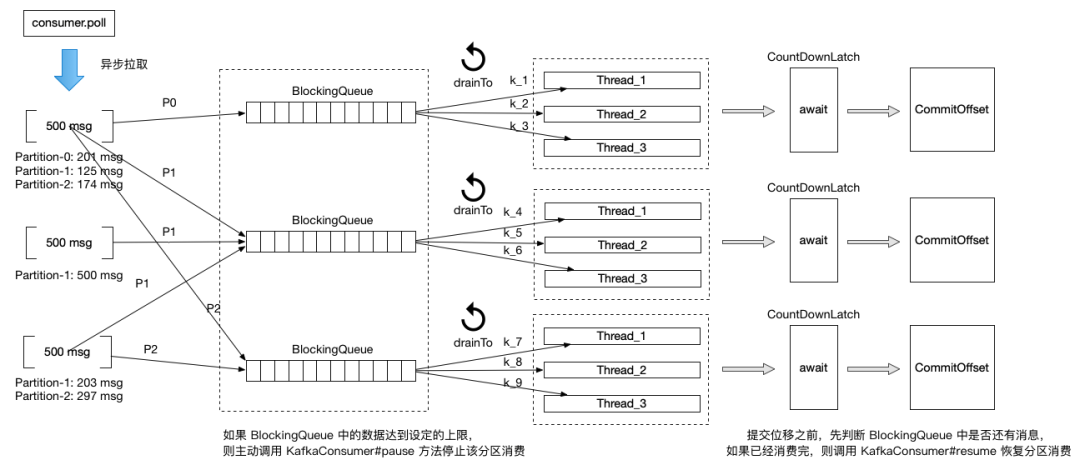 consumer.poll
异步拉取
500 msg
Partition-0: 201 msg
Partition-1: 125 msg
Partition-2: 174 msg
P0
P1
BlockingQueue
drainTo
k_1
k_2
k_3
Thread_1
Thread_2
Thread_3
CountDownLatch
await
CommitOffset
500 msg
Partition-1: 500 msg
P1
P1
P2
BlockingQueue
drainTo
k_4
k_5
k_6
Thread_1
Thread_2
Thread_3
CountDownLatch
await
CommitOffset
500 msg
Partition-1: 203 msg
Partition-2: 297 msg
P2
BlockingQueue
drainTo
k_7
k_8
k_9
Thread_1
Thread_2
Thread_3
CountDownLatch
await
CommitOffset
如果 BlockingQueue 中的数据达到设定的上限，
则主动调用 KafkaConsumer#pause 方法停止该分区消费
提交位移之前，先判断 BlockingQueue 中是否还有消息，
如果已经消费完，则调用 KafkaConsumer#resume 恢复分区消费